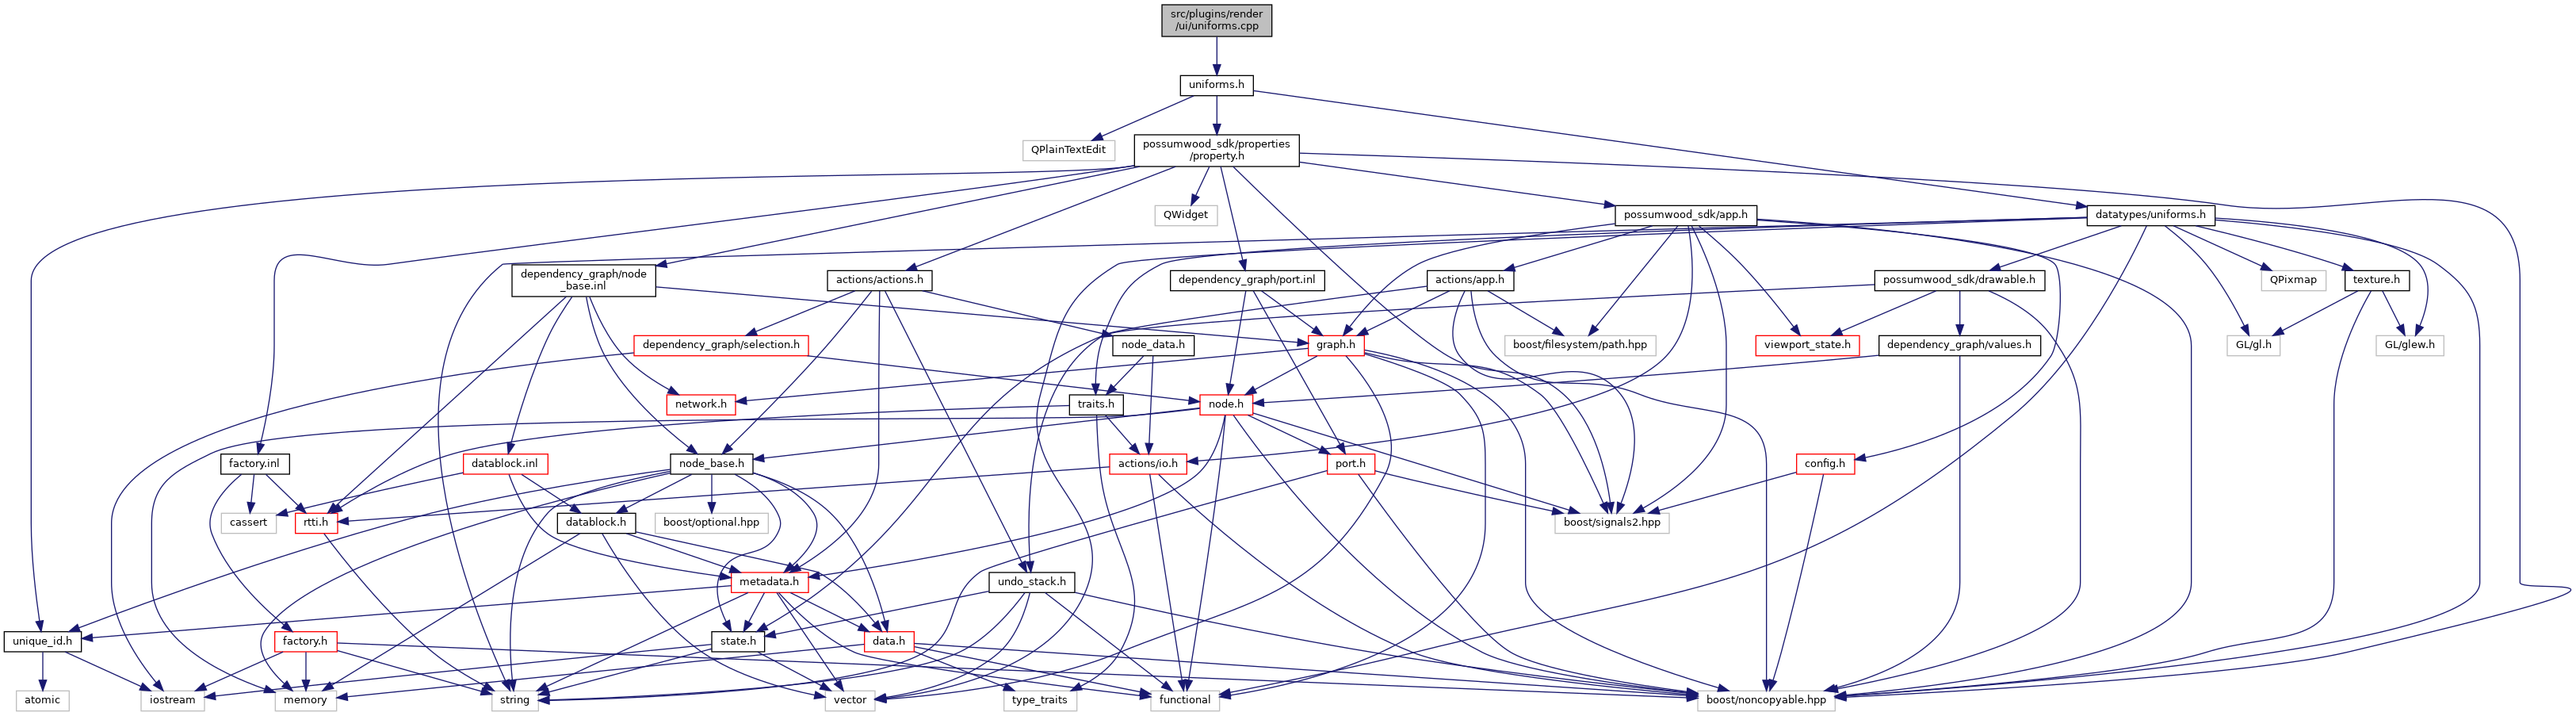 src/plugins/render
/ui/uniforms.cpp
uniforms.h
QPlainTextEdit
possumwood_sdk/properties
/property.h
QWidget
possumwood_sdk/app.h
datatypes/uniforms.h
dependency_graph/node
_base.inl
actions/actions.h
dependency_graph/port.inl
actions/app.h
possumwood_sdk/drawable.h
QPixmap
texture.h
dependency_graph/selection.h
node_data.h
graph.h
boost/filesystem/path.hpp
viewport_state.h
dependency_graph/values.h
GL/gl.h
GL/glew.h
network.h
traits.h
node.h
factory.inl
datablock.inl
node_base.h
actions/io.h
port.h
config.h
cassert
rtti.h
datablock.h
boost/optional.hpp
boost/signals2.hpp
metadata.h
undo_stack.h
unique_id.h
factory.h
state.h
data.h
atomic
iostream
memory
string
vector
type_traits
functional
boost/noncopyable.hpp